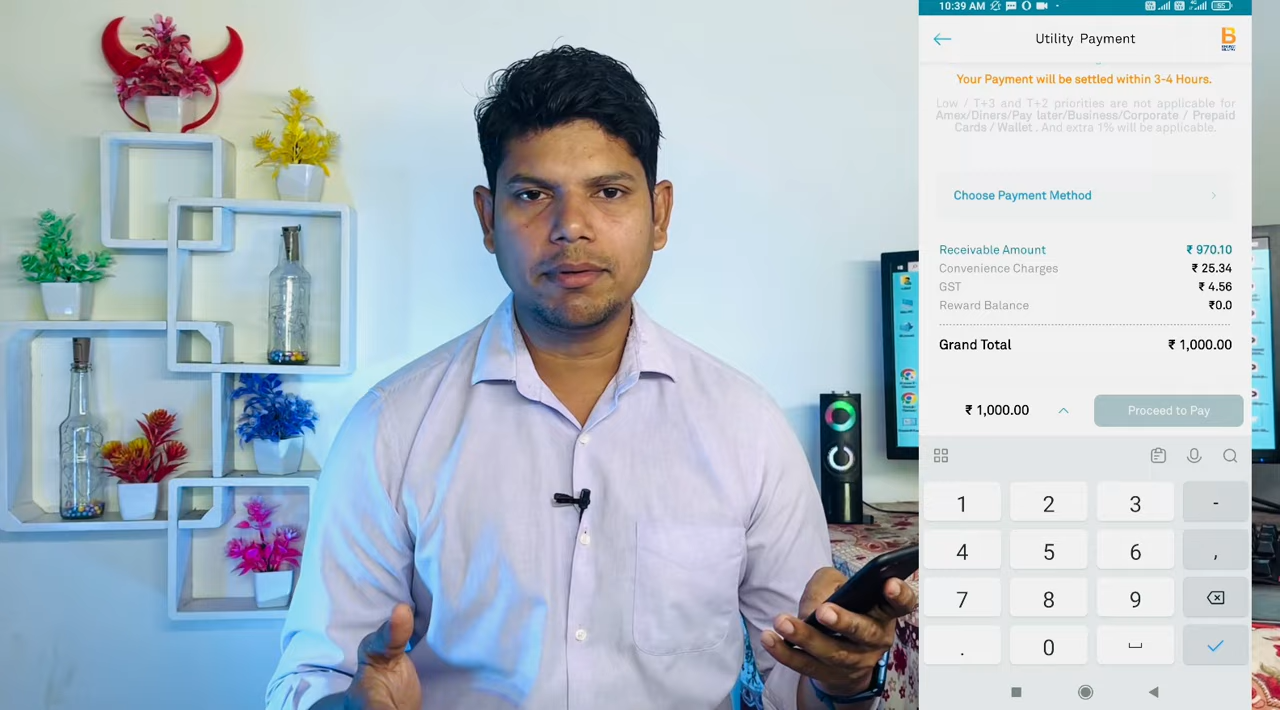 10:39 AM
Utility Payment
B
Your Payment will be settled within 3-4 Hours.
Low / T+3 and T+2 priorities are not applicable for
Amex/Diners/Pay later/Business/Corporate / Prepaid
Cards / Wallet . And extra 1% will be applicable.
Choose Payment Method
Receivable Amount ₹ 970.10
Convenience Charges ₹ 25.34
GST ₹ 4.56
Reward Balance ₹0.0
Grand Total ₹ 1,000.00
₹ 1,000.00 Proceed to Pay
1 2 3 -
4 5 6 ,
7 8 9
. 0